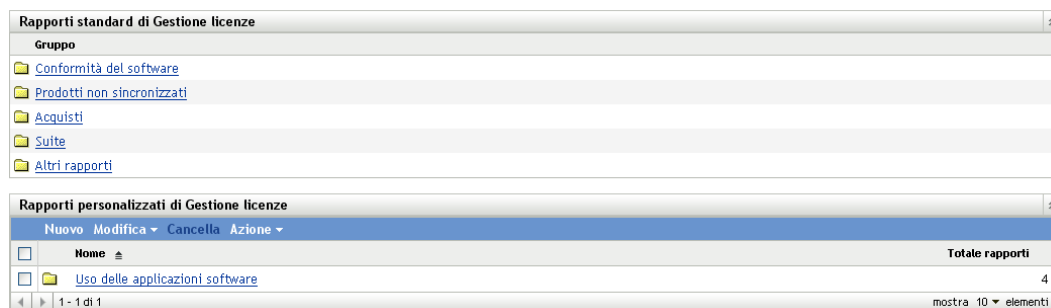 Rapporti standard di Gestione licenze
Gruppo
Conformità del software
Prodotti non sincronizzati
Acquisti
Suite
Altri rapporti
Rapporti personalizzati di Gestione licenze
Nuovo Modifica Cancella Azione
Nome Totale rapporti
Uso delle applicazioni software 4
1 - 1 di 1 mostra 10 elementi